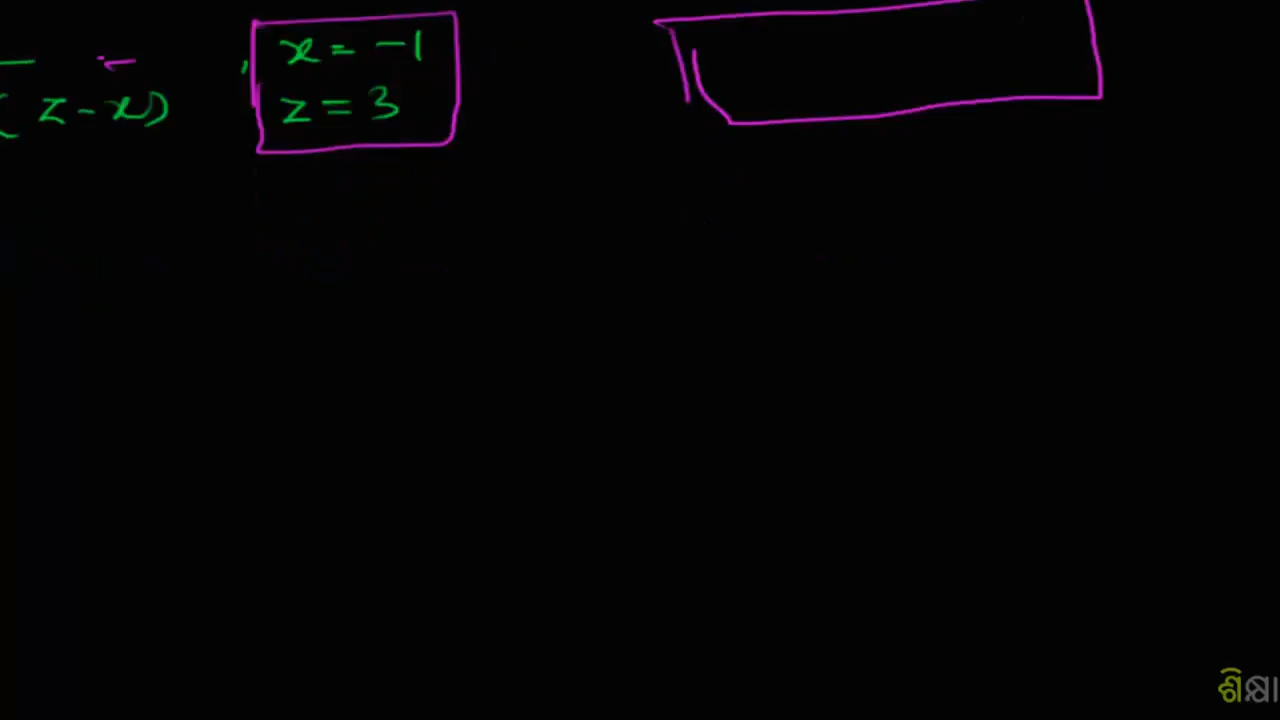 ( z - x) , x = -1
z = 3
ଶିକ୍ଷା